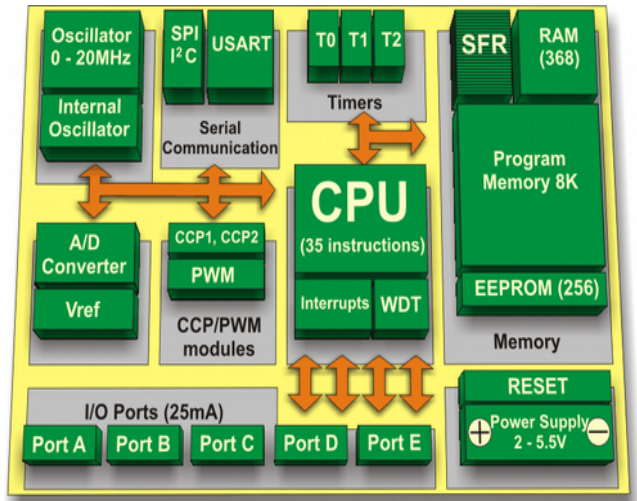 Oscillator
0 - 20MHz
Internal
Oscillator
SPI
I²C
USART
Serial
Communication
T0 T1 T2
Timers
SFR
RAM
(368)
Program
Memory 8K
EEPROM (256)
Memory
A/D
Converter
Vref
CCP1, CCP2
PWM
CCP/PWM
modules
CPU
(35 instructions)
Interrupts
WDT
I/O Ports (25mA)
Port A Port B Port C Port D Port E
RESET
+ Power Supply −
2 - 5.5V